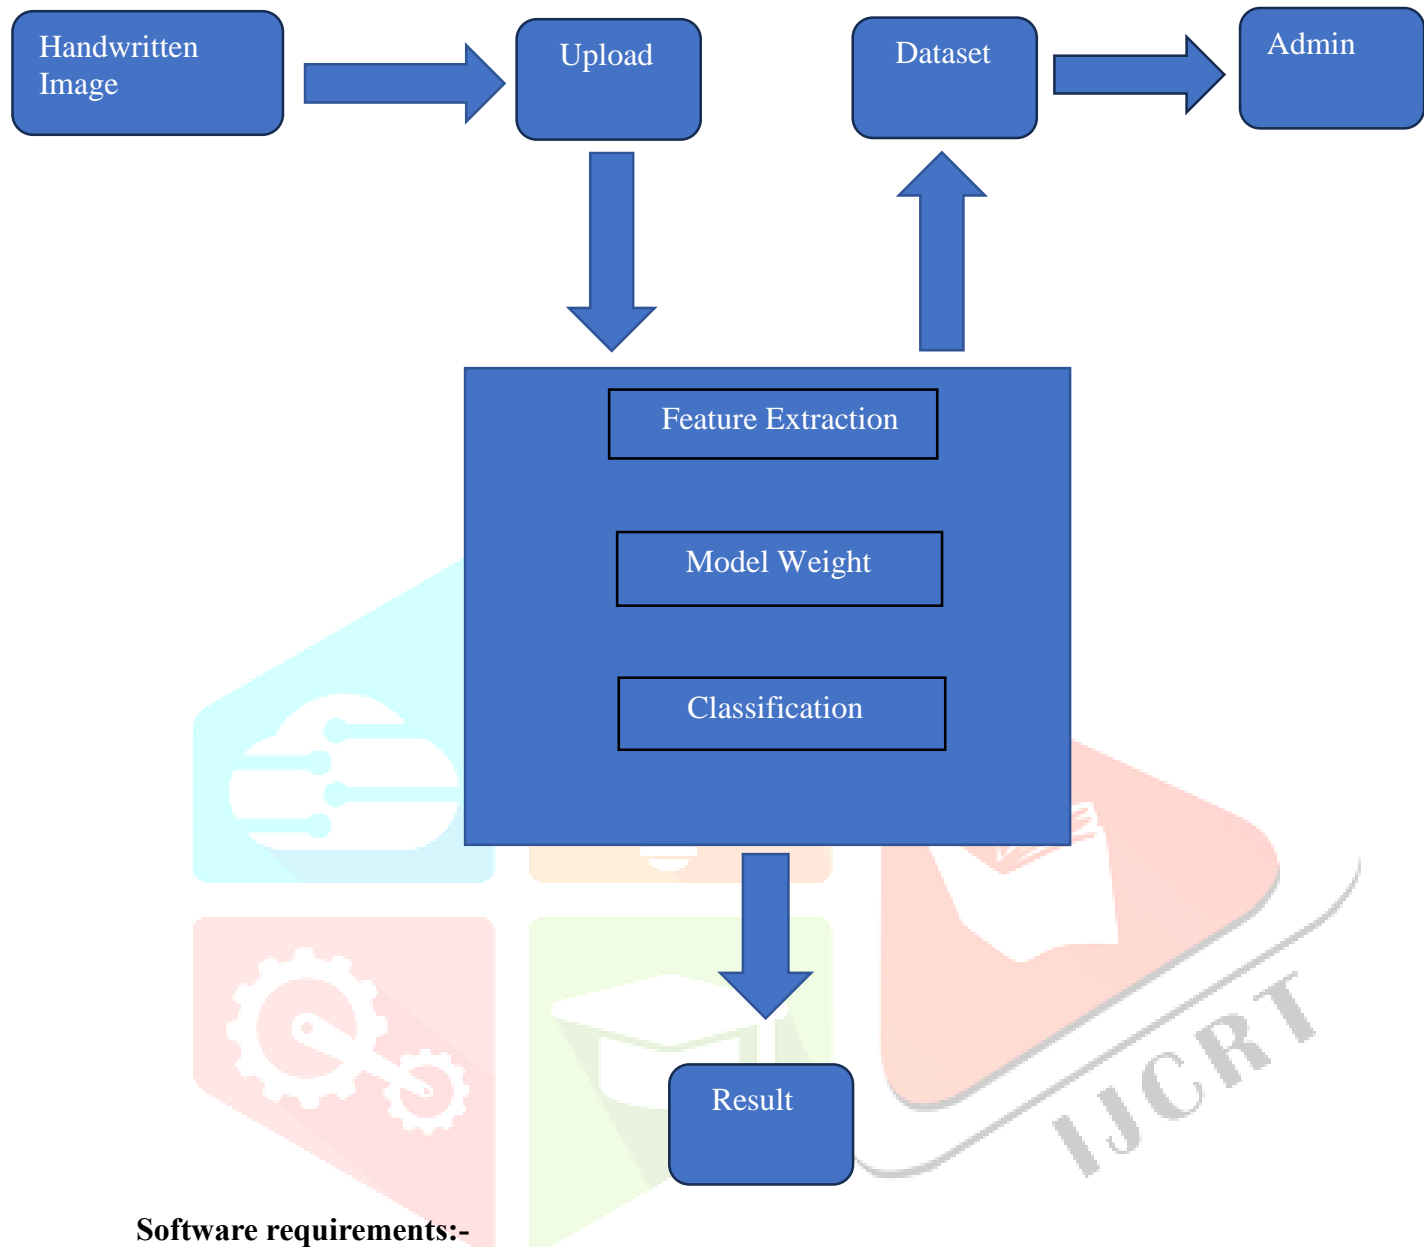 Handwritten
Image
Upload
Dataset
Admin
Feature Extraction
Model Weight
Classification
Result
IJCRT
Software requirements:-